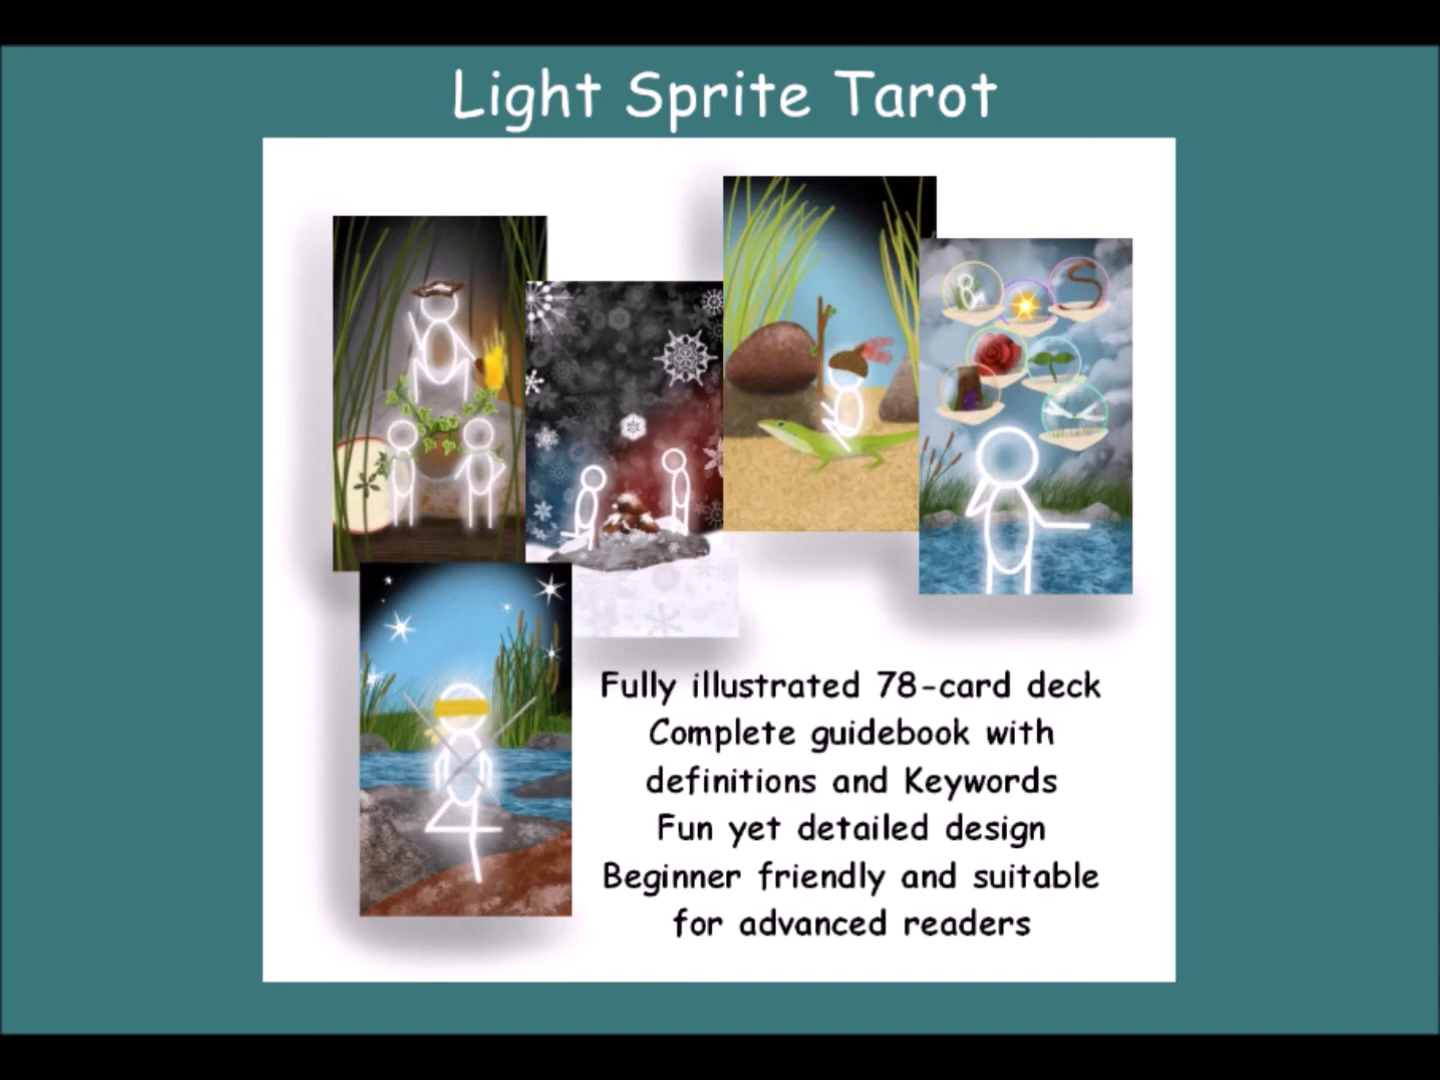 Light Sprite Tarot
Fully illustrated 78-card deck
Complete guidebook with
definitions and Keywords
Fun yet detailed design
Beginner friendly and suitable
for advanced readers